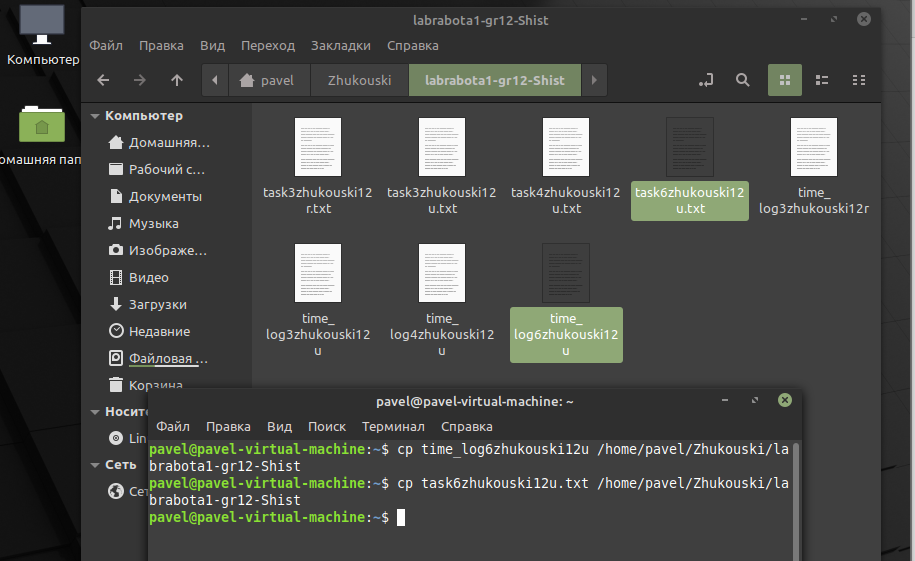 Компьютер
омашняя пап
labrabota1-gr12-Shist
Файл Правка Вид Переход Закладки Справка
pavel Zhukouski labrabota1-gr12-Shist
Компьютер
Домашняя...
Рабочий с...
Документы
Музыка
Изображе...
Видео
Загрузки
Недавние
Файловая ...
Корзина
Носит
Lin
Сеть
Сет
task3zhukouski12
r.txt
task3zhukouski12
u.txt
task4zhukouski12
u.txt
task6zhukouski12
u.txt
time_
log3zhukouski12r
time_
log3zhukouski12
u
time_
log4zhukouski12
u
time_
log6zhukouski12
u
pavel@pavel-virtual-machine: ~
Файл Правка Вид Поиск Терминал Справка
pavel@pavel-virtual-machine:~$ cp time_log6zhukouski12u /home/pavel/Zhukouski/la
brabota1-gr12-Shist
pavel@pavel-virtual-machine:~$ cp task6zhukouski12u.txt /home/pavel/Zhukouski/la
brabota1-gr12-Shist
pavel@pavel-virtual-machine:~$